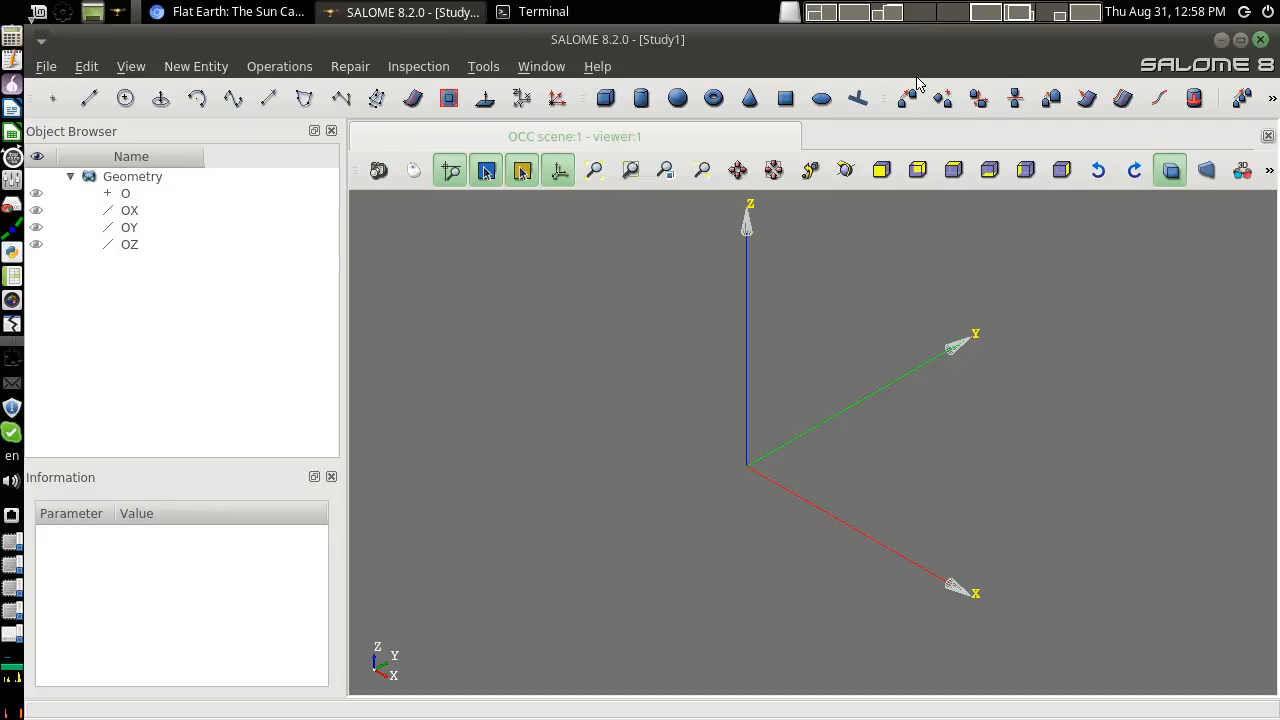 Flat Earth: The Sun Ca...
SALOME 8.2.0 - [Study...
Terminal
Thu Aug 31, 12:58 PM
SALOME 8.2.0 - [Study1]
File
Edit
View
New Entity
Operations
Repair
Inspection
Tools
Window
Help
SALOME 8
Object Browser
OCC scene:1 - viewer:1
Name
Geometry
O
OX
OY
OZ
Z
Y
X
Information
Parameter
Value
Z
Y
X
en